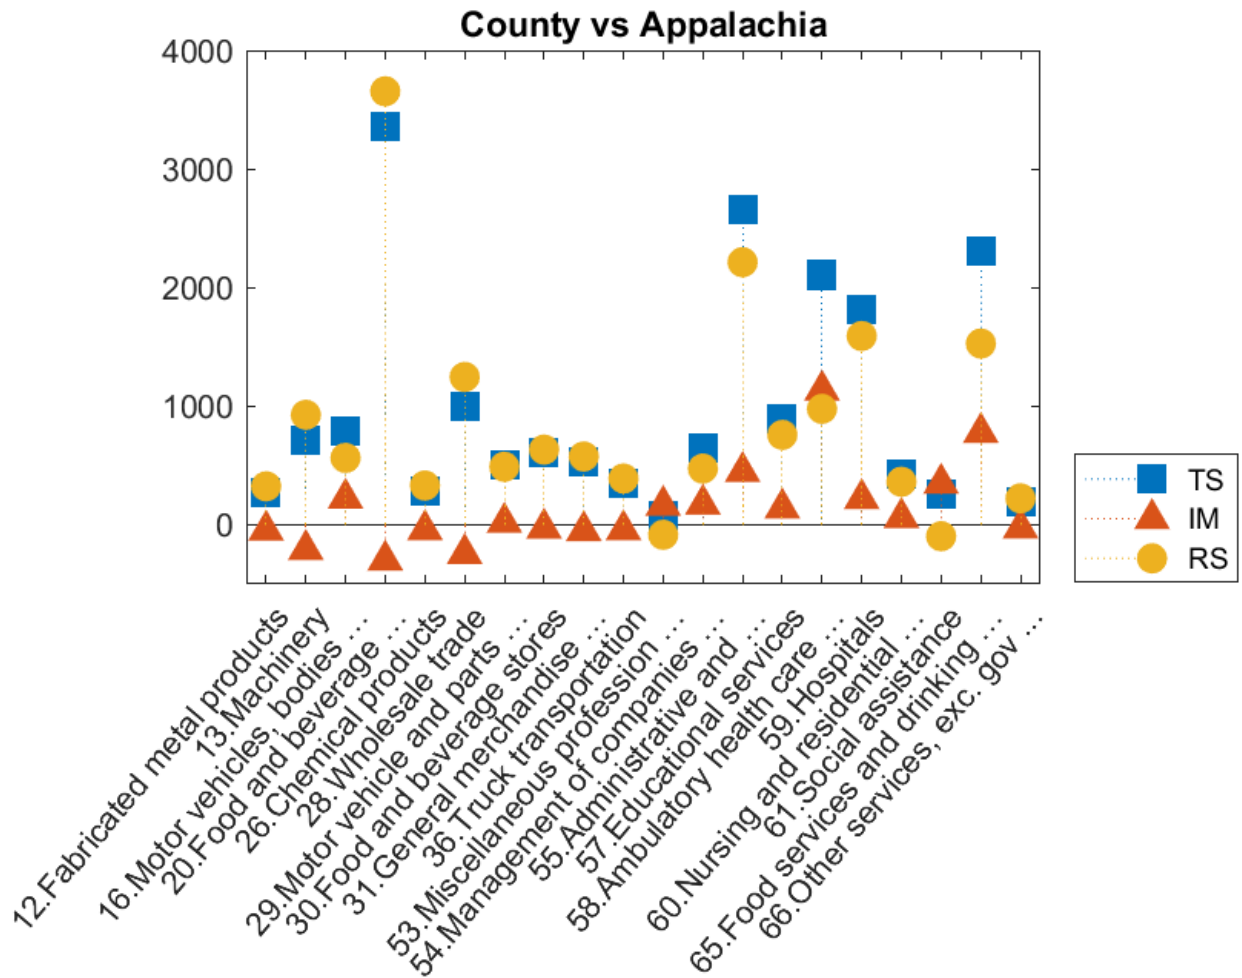 County vs Appalachia
4000
3000
2000
1000
0
TS
IM
RS
12.Fabricated metal products
13.Machinery
16.Motor vehicles, bodies ...
20.Food and beverage ...
26.Chemical products
28.Wholesale trade
29.Motor vehicle and parts ...
30.Food and beverage stores
31.General merchandise ...
36.Truck transportation
53.Miscellaneous profession ...
54.Management of companies ...
55.Administrative and ...
57.Educational services
58.Ambulatory health care ...
59.Hospitals
60.Nursing and residential ...
61.Social assistance
65.Food services and drinking ...
66.Other services, exc. gov ...